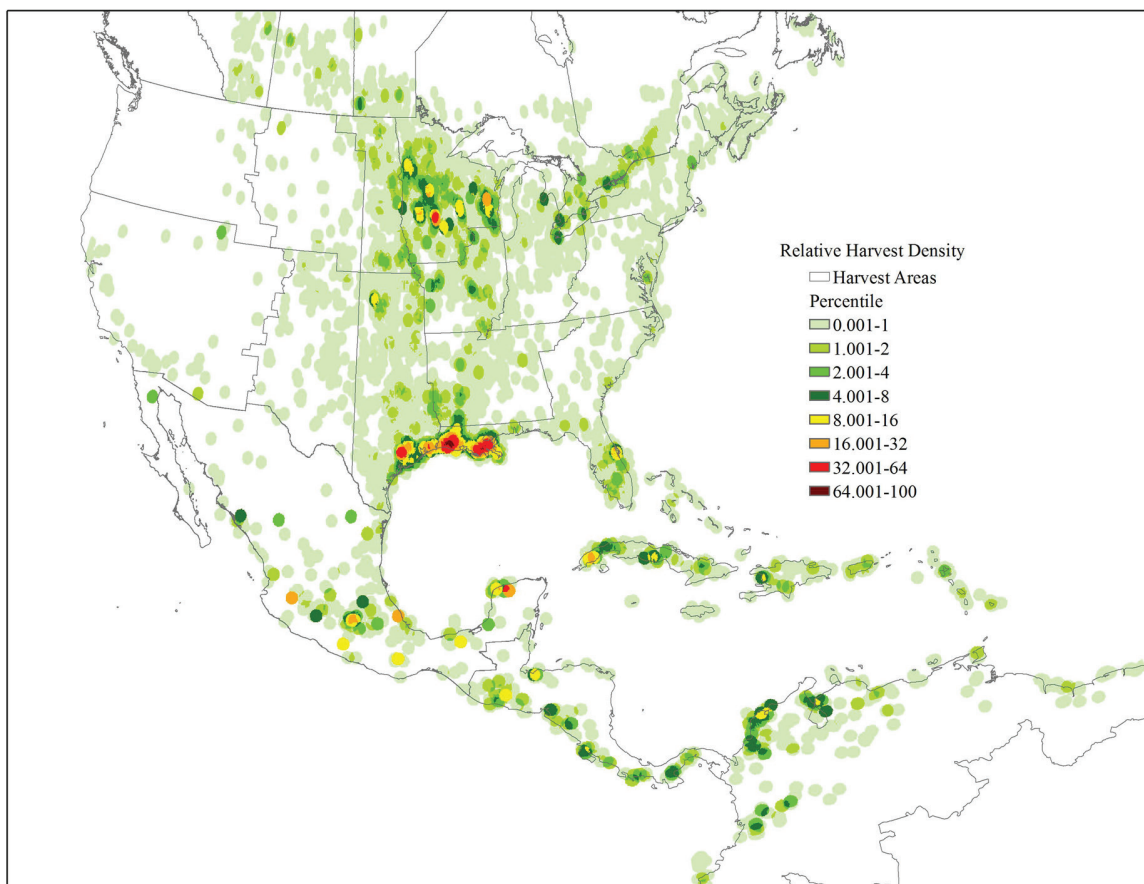 Relative Harvest Density
Harvest Areas
Percentile
0.001-1
1.001-2
2.001-4
4.001-8
8.001-16
16.001-32
32.001-64
64.001-100